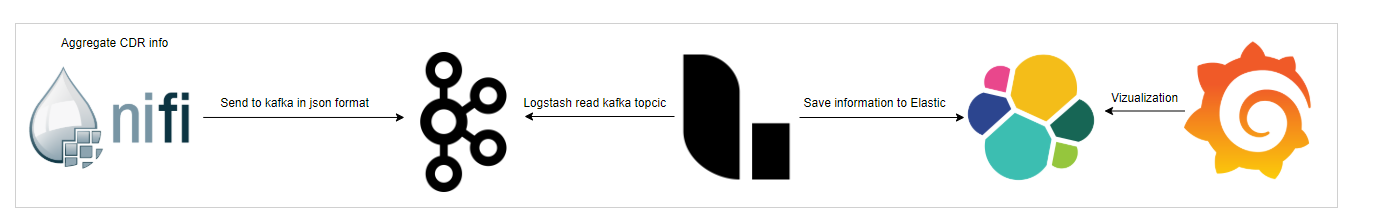 Aggregate CDR info
nifi
Send to kafka in json format
Logstash read kafka topcic
Save information to Elastic
Vizualization